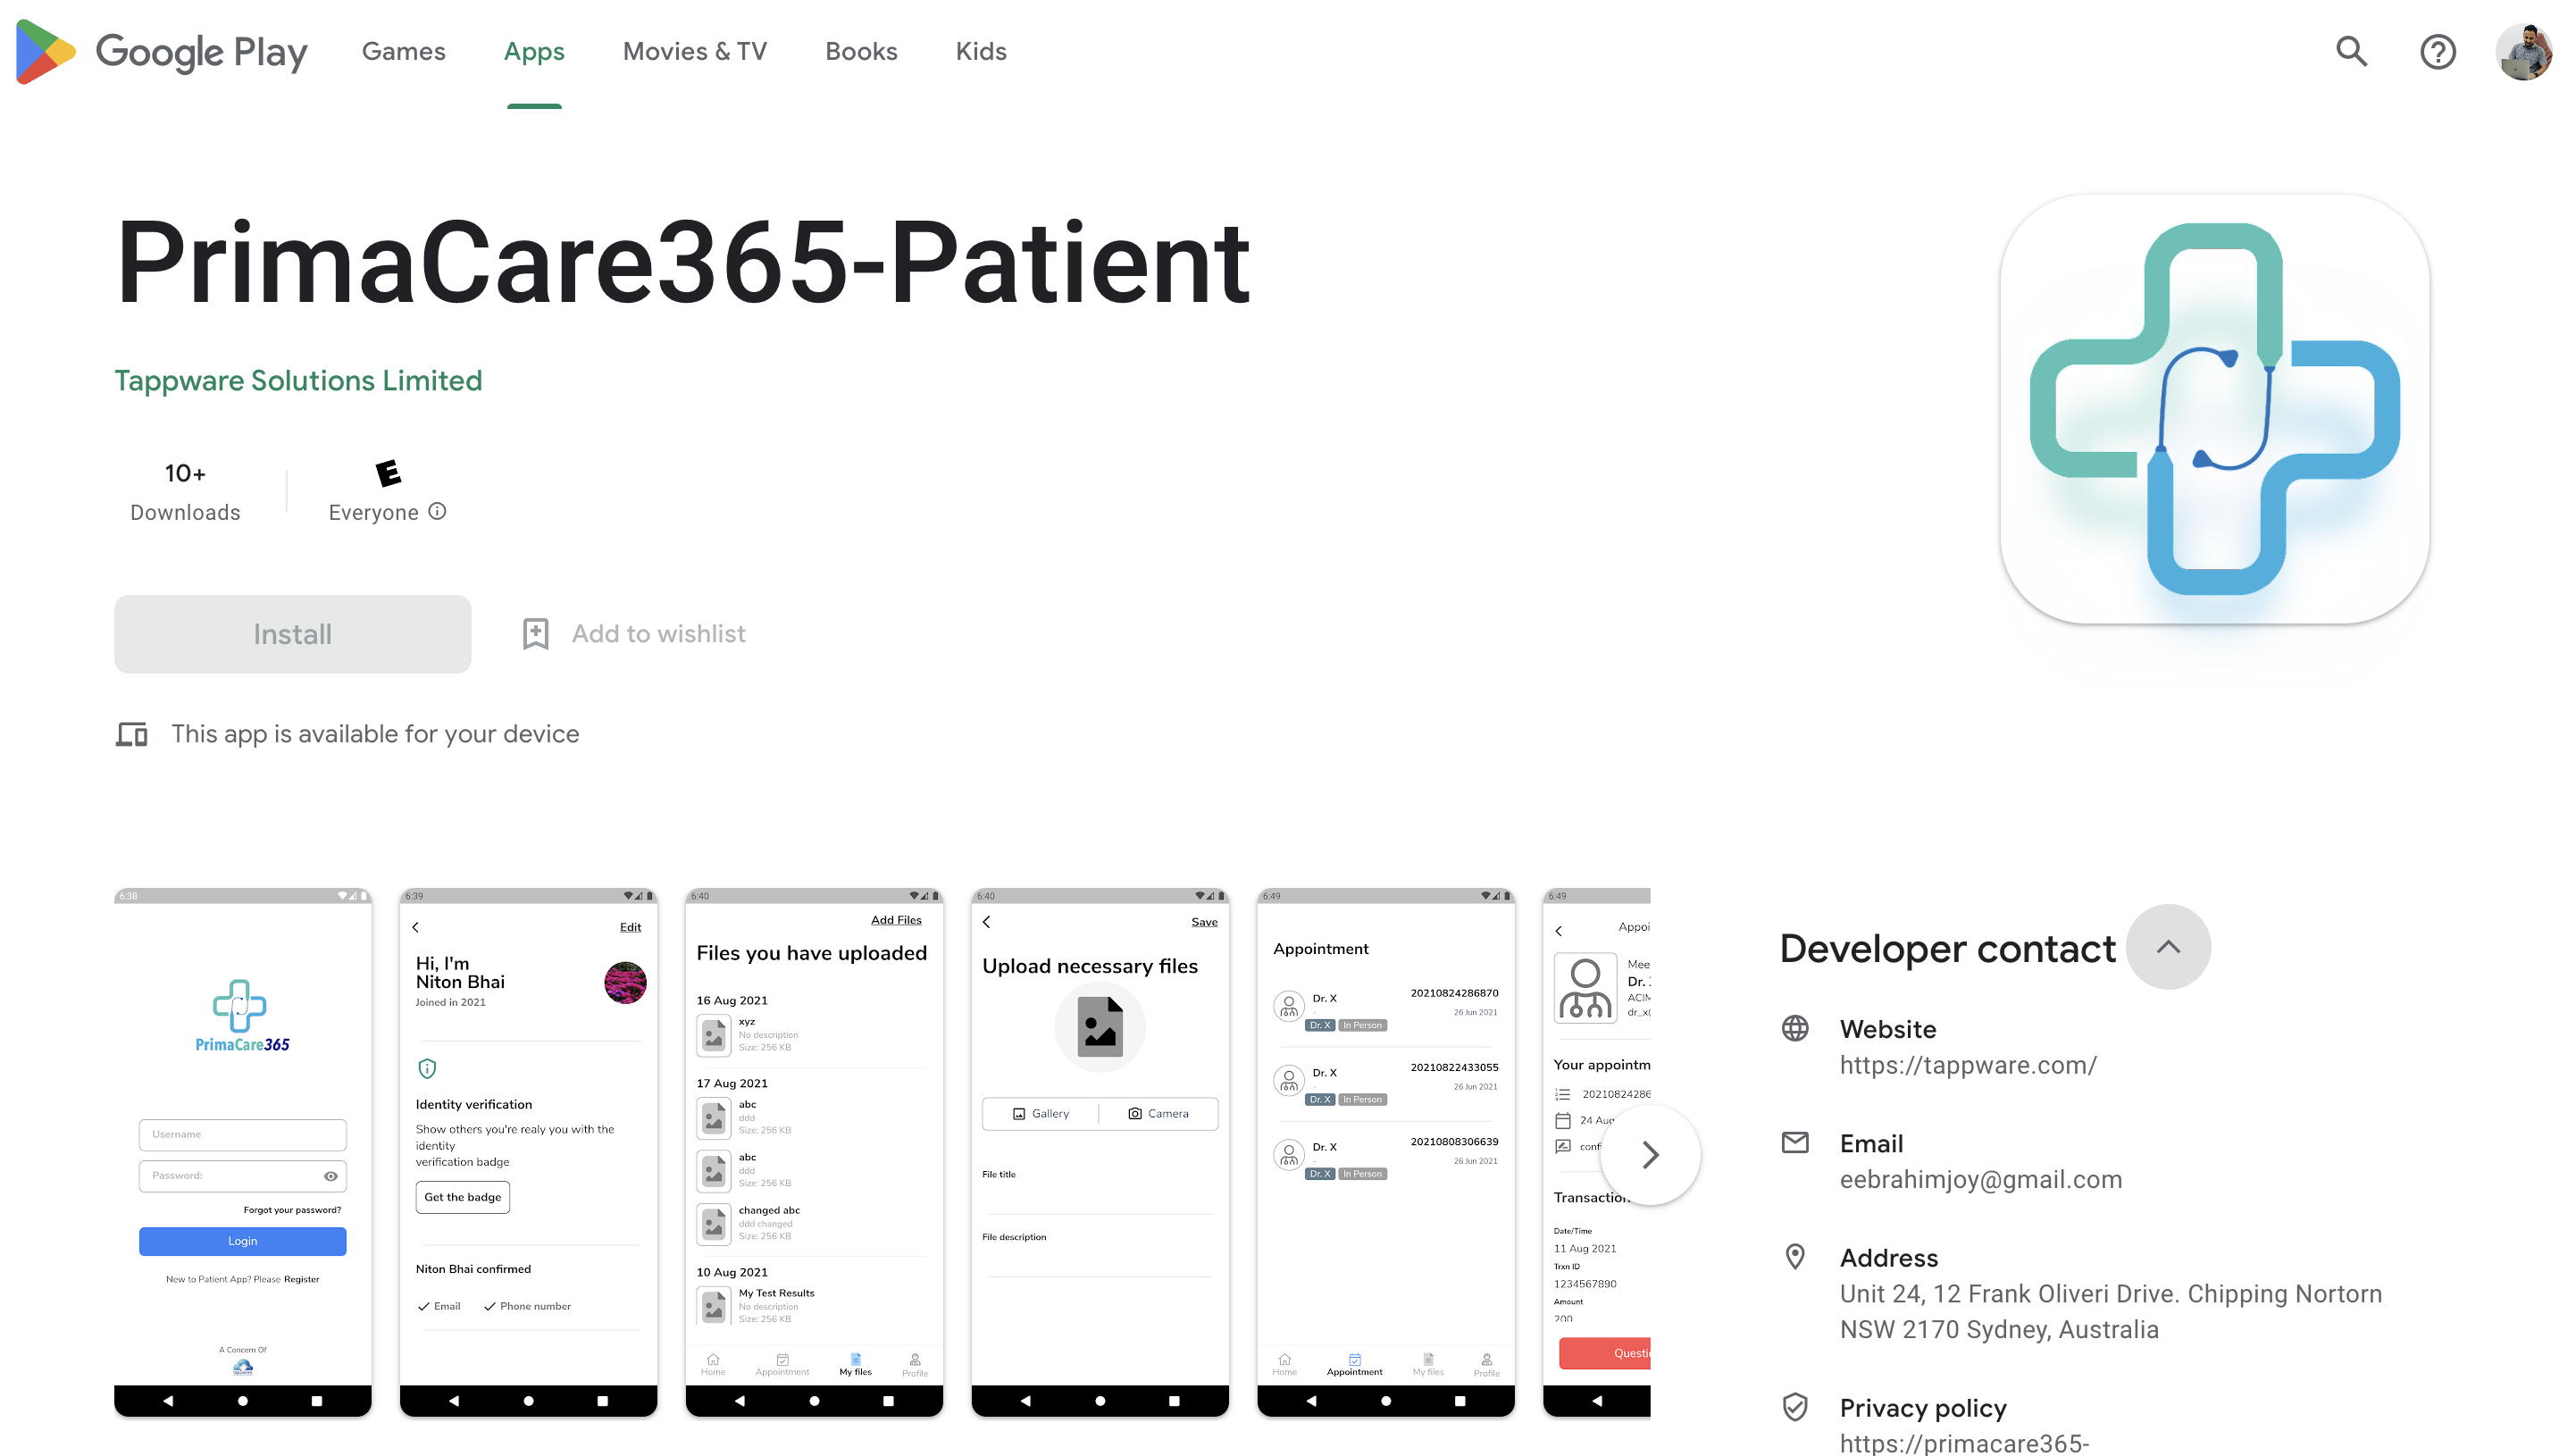 Google Play
Games
Apps
Movies & TV
Books
Kids
PrimaCare365-Patient
Tappware Solutions Limited
10+
Downloads
E
Everyone
Install
Add to wishlist
This app is available for your device
6:38
PrimaCare365
Username
Password:
Forgot your password?
Login
New to Patient App? Please Register
A Concern Of
6:39
Edit
Hi, I'm
Niton Bhai
Joined in 2021
Identity verification
Show others you're realy you with the
identity
verification badge
Get the badge
Niton Bhai confirmed
Email
Phone number
6:40
Add Files
Files you have uploaded
16 Aug 2021
xyz
No description
Size: 256 KB
17 Aug 2021
abc
ddd
Size: 256 KB
abc
ddd
Size: 256 KB
changed abc
ddd changed
Size: 256 KB
10 Aug 2021
My Test Results
No description
Size: 256 KB
Home
Appointment
My files
Profile
6:40
Save
Upload necessary files
Gallery
Camera
File title
File description
6:49
Appointment
Dr. X
20210824286870
-
26 Jun 2021
Dr. X
In Person
Dr. X
20210822433055
-
26 Jun 2021
Dr. X
In Person
Dr. X
20210808306639
-
26 Jun 2021
Dr. X
In Person
Home
Appointment
My files
Profile
6:49
Appoi
Mee
Dr.
ACIM
dr_x(
Your appointm
20210824286
24 Aug
conf
Transaction
Date/Time
11 Aug 2021
Trxn ID
1234567890
Amount
200
Questi
Developer contact
Website
https://tappware.com/
Email
eebrahimjoy@gmail.com
Address
Unit 24, 12 Frank Oliveri Drive. Chipping Nortorn
NSW 2170 Sydney, Australia
Privacy policy
https://primacare365-